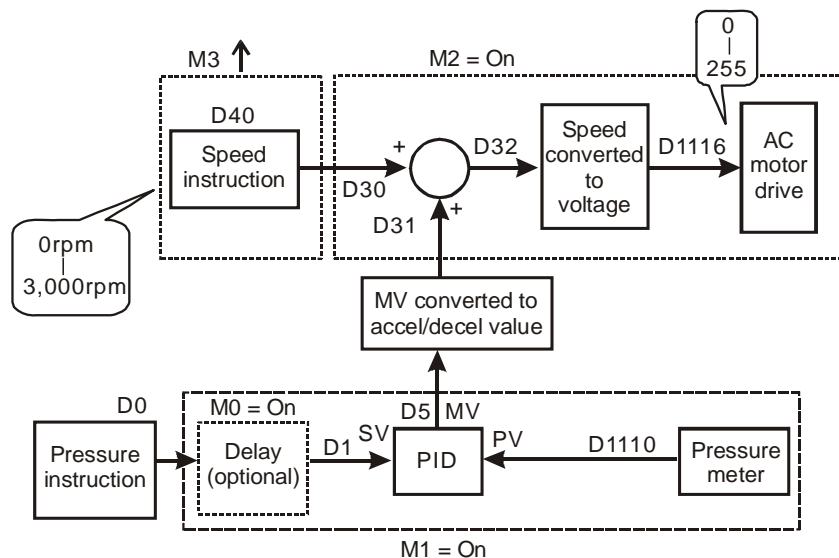 M3
M2 = On
0
255
D40
Speed
instruction
+
D30
D31
+
D32
Speed
converted
to
voltage
D1116
AC
motor
drive
0rpm
3,000rpm
MV converted to
accel/decel value
D0
Pressure
instruction
M0 = On
Delay
(optional)
D1
SV
D5
MV
PID
PV
D1110
Pressure
meter
M1 = On